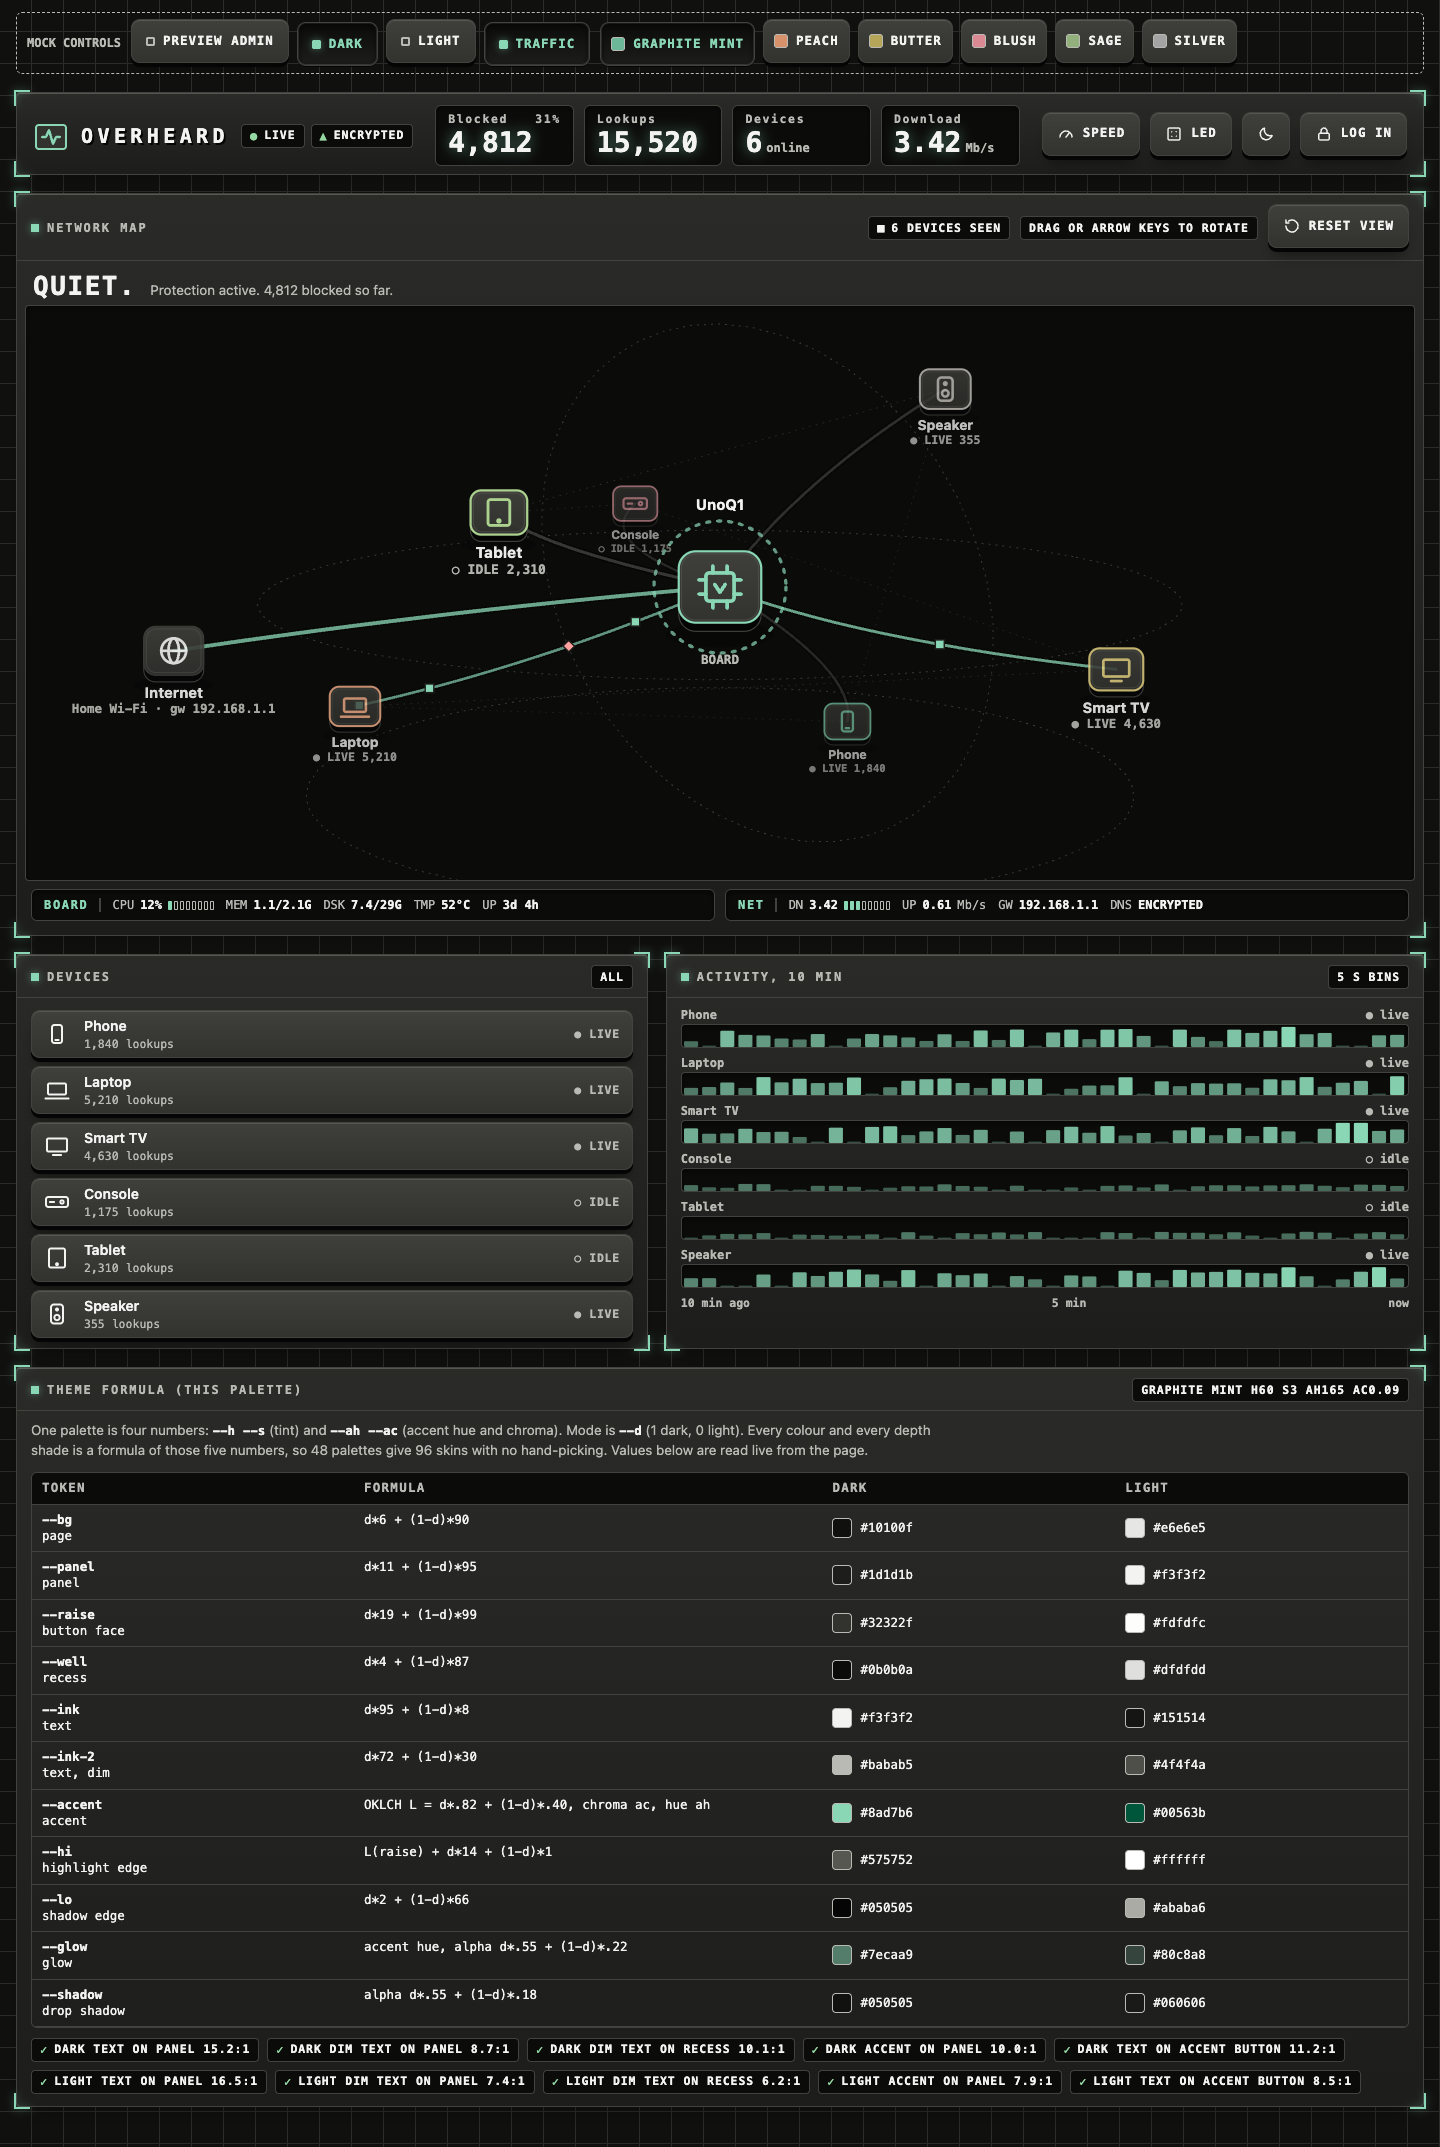 MOCK CONTROLS PREVIEW ADMIN DARK LIGHT TRAFFIC GRAPHITE MINT PEACH BUTTER BLUSH SAGE SILVER
OVERHEARD LIVE ENCRYPTED
Blocked 31%
4,812
Lookups
15,520
Devices
6 online
Download
3.42 Mb/s
SPEED LED LOG IN
NETWORK MAP 6 DEVICES SEEN DRAG OR ARROW KEYS TO ROTATE RESET VIEW
QUIET. Protection active. 4,812 blocked so far.
Speaker
LIVE 355
UnoQ1
Console
IDLE 1,175
Tablet
IDLE 2,310
BOARD
Internet
Home Wi-Fi · gw 192.168.1.1
Laptop
LIVE 5,210
Smart TV
LIVE 4,630
Phone
LIVE 1,840
BOARD | CPU 12% MEM 1.1/2.1G DSK 7.4/29G TMP 52°C UP 3d 4h
NET | DN 3.42 UP 0.61 Mb/s GW 192.168.1.1 DNS ENCRYPTED
DEVICES ALL
Phone
1,840 lookups
LIVE
Laptop
5,210 lookups
LIVE
Smart TV
4,630 lookups
LIVE
Console
1,175 lookups
IDLE
Tablet
2,310 lookups
IDLE
Speaker
355 lookups
LIVE
ACTIVITY, 10 MIN 5 S BINS
Phone live
Laptop live
Smart TV live
Console idle
Tablet idle
Speaker live
10 min ago 5 min now
THEME FORMULA (THIS PALETTE) GRAPHITE MINT H60 S3 AH165 AC0.09
One palette is four numbers: --h --s (tint) and --ah --ac (accent hue and chroma). Mode is --d (1 dark, 0 light). Every colour and every depth
shade is a formula of those five numbers, so 48 palettes give 96 skins with no hand-picking. Values below are read live from the page.
TOKEN FORMULA DARK LIGHT
--bg d*6 + (1-d)*90 #10100f #e6e6e5
page
--panel d*11 + (1-d)*95 #1d1d1b #f3f3f2
panel
--raise d*19 + (1-d)*99 #32322f #fdfdfc
button face
--well d*4 + (1-d)*87 #0b0b0a #dfdfdd
recess
--ink d*95 + (1-d)*8 #f3f3f2 #151514
text
--ink-2 d*72 + (1-d)*30 #babab5 #4f4f4a
text, dim
--accent OKLCH L = d*.82 + (1-d)*.40, chroma ac, hue ah #8ad7b6 #00563b
accent
--hi L(raise) + d*14 + (1-d)*1 #575752 #ffffff
highlight edge
--lo d*2 + (1-d)*66 #050505 #ababa6
shadow edge
--glow accent hue, alpha d*.55 + (1-d)*.22 #7ecaa9 #80c8a8
glow
--shadow alpha d*.55 + (1-d)*.18 #050505 #060606
drop shadow
✓ DARK TEXT ON PANEL 15.2:1 ✓ DARK DIM TEXT ON PANEL 8.7:1 ✓ DARK DIM TEXT ON RECESS 10.1:1 ✓ DARK ACCENT ON PANEL 10.0:1 ✓ DARK TEXT ON ACCENT BUTTON 11.2:1
✓ LIGHT TEXT ON PANEL 16.5:1 ✓ LIGHT DIM TEXT ON PANEL 7.4:1 ✓ LIGHT DIM TEXT ON RECESS 6.2:1 ✓ LIGHT ACCENT ON PANEL 7.9:1 ✓ LIGHT TEXT ON ACCENT BUTTON 8.5:1